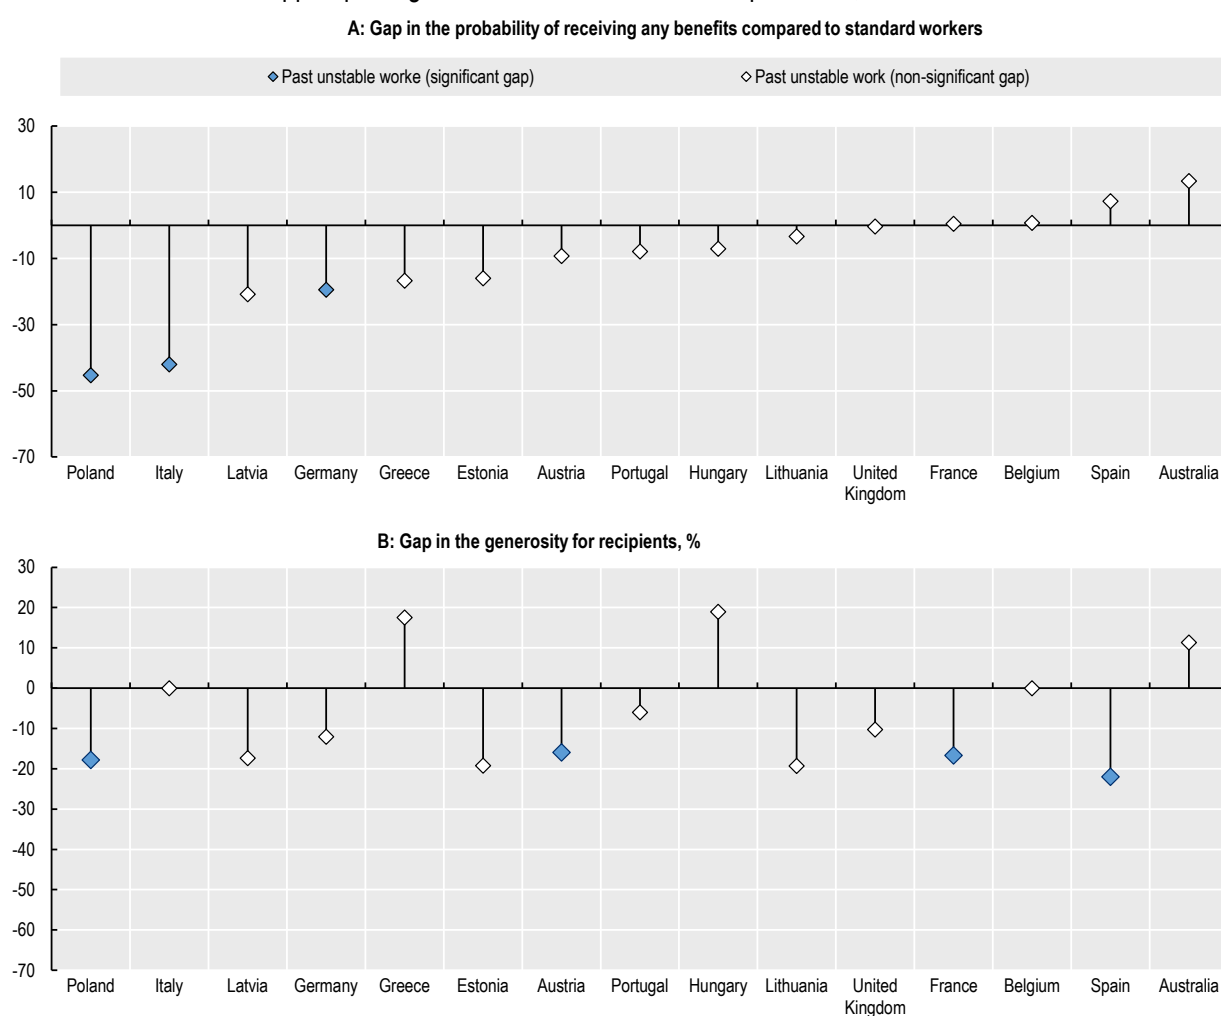 A: Gap in the probability of receiving any benefits compared to standard workers
Past unstable worke (significant gap)
Past unstable work (non-significant gap)
30
10
-10
-30
-50
-70
Poland Italy Latvia Germany Greece Estonia Austria Portugal Hungary Lithuania United Kingdom France Belgium Spain Australia
B: Gap in the generosity for recipients, %
30
20
10
0
-10
-20
-30
-40
-50
-60
-70
Poland Italy Latvia Germany Greece Estonia Austria Portugal Hungary Lithuania United Kingdom France Belgium Spain Australia